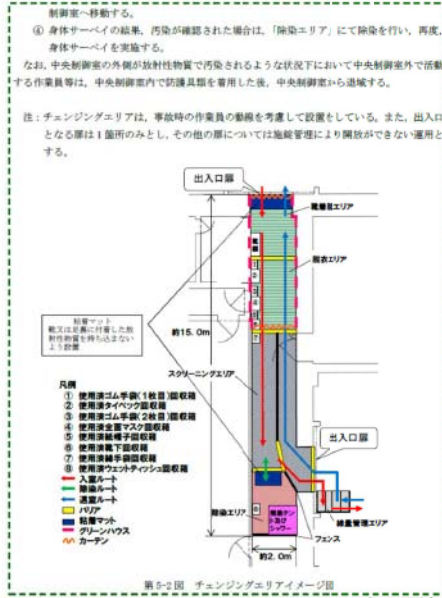 制御室へ移動する。
④ 身体サーベイの結果、汚染が確認された場合は、「除染エリア」にて除染を行い、再度、
身体サーベイを実施する。
なお、中央制御室の外側が放射性物質で汚染されるような状況下において中央制御室外で活動
する作業員等は、中央制御室内で防護具類を着用した後、中央制御室から退域する。
注：チェンジングエリアは、事故時の作業員の動線を考慮して設置をしている。また、出入口
となる扉は1箇所のみとし、その他の扉については施錠管理により開放ができない運用と
する。
出入口扉
靴着脱エリア
脱衣エリア
粘着マット
靴又は足裏に付着した放
射性物質を持ち込まない
よう設置
約15.0m
スクリーニングエリア
凡例
① 使用済ゴム手袋(1枚目)回収箱
② 使用済タイベック回収箱
③ 使用済ゴム手袋(2枚目)回収箱
④ 使用済全面マスク回収箱
⑤ 使用済紙帽子回収箱
⑥ 使用済靴下回収箱
⑦ 使用済綿手袋回収箱
⑧ 使用済ウェットティッシュ回収箱
入室ルート
除染ルート
退室ルート
バリア
粘着マット
グリーンハウス
カーテン
出入口扉
除染エリア
簡易テント及び
シャワー
線量管理エリア
フェンス
約2.0m
第5-2図 チェンジングエリアイメージ図